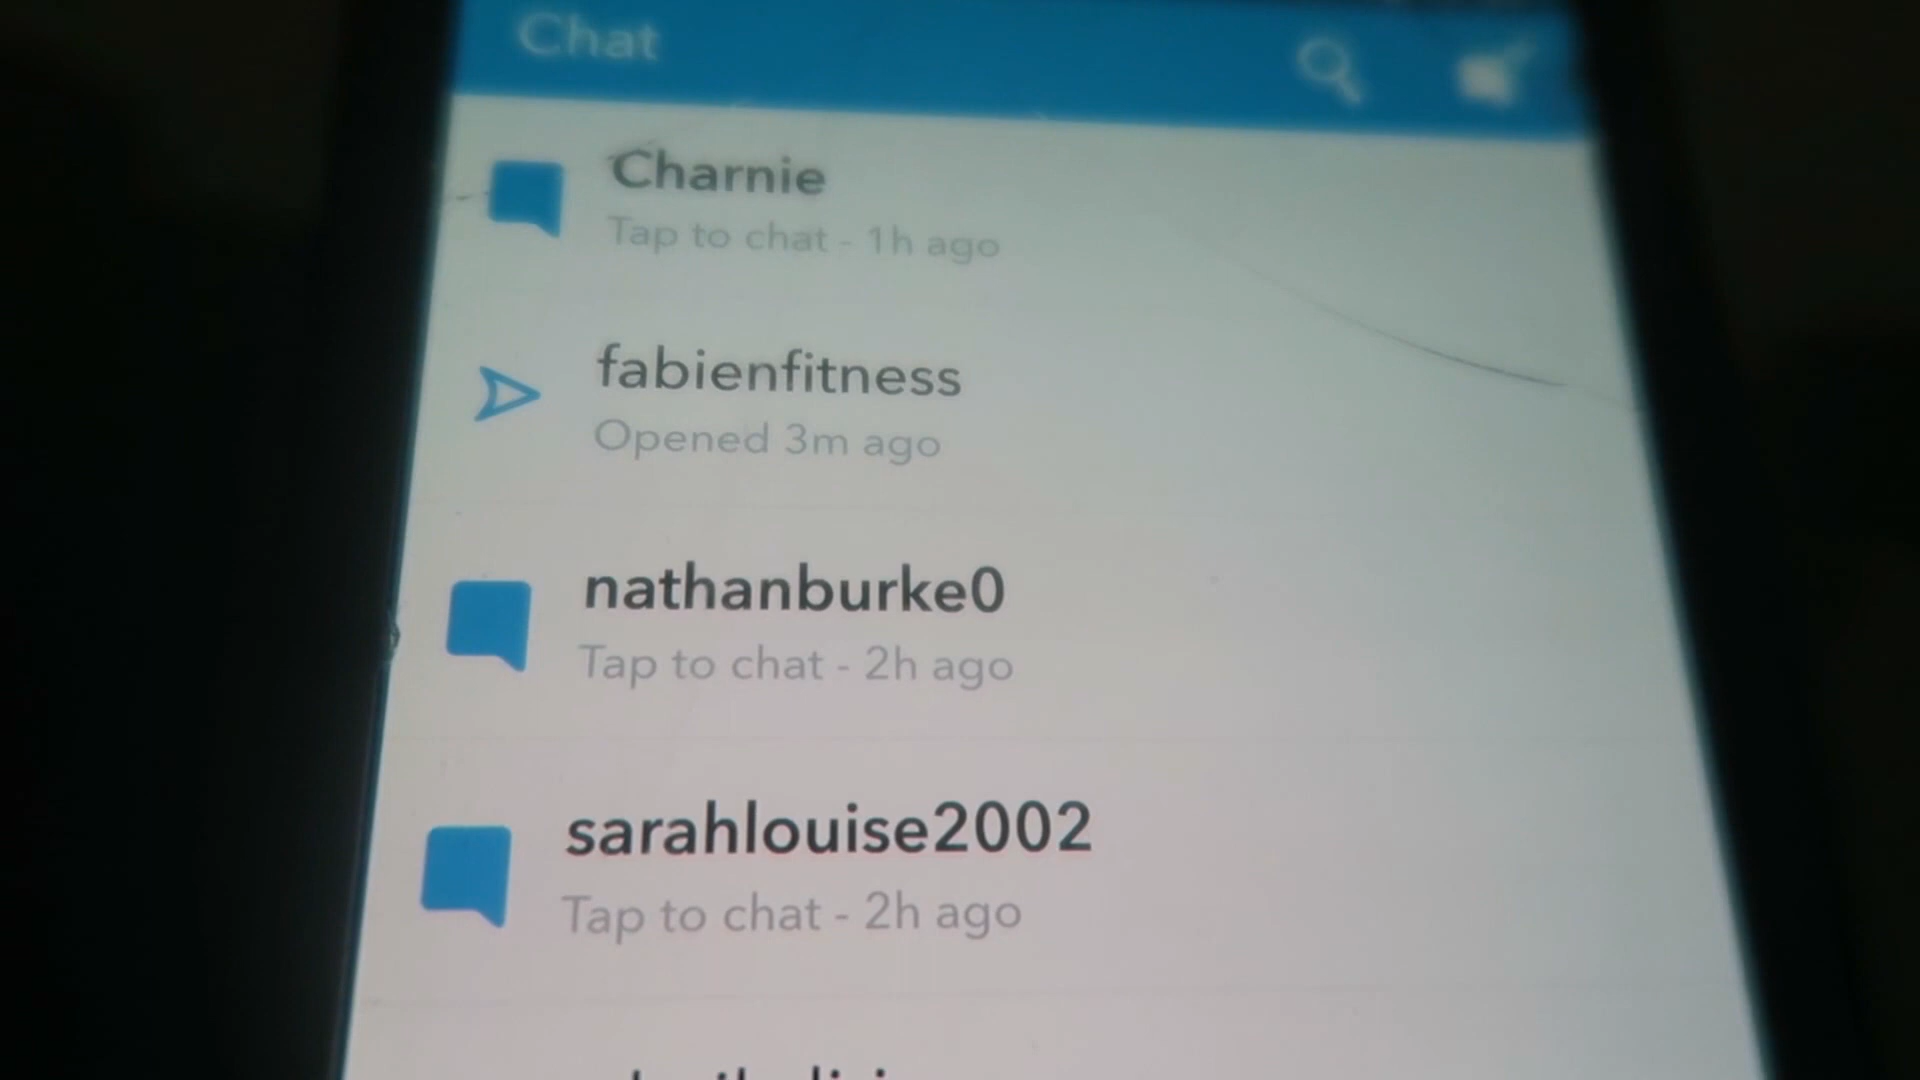 Chat
Charnie
Tap to chat - 1h ago
fabienfitness
Opened 3m ago
nathanburke0
Tap to chat - 2h ago
sarahlouise2002
Tap to chat - 2h ago